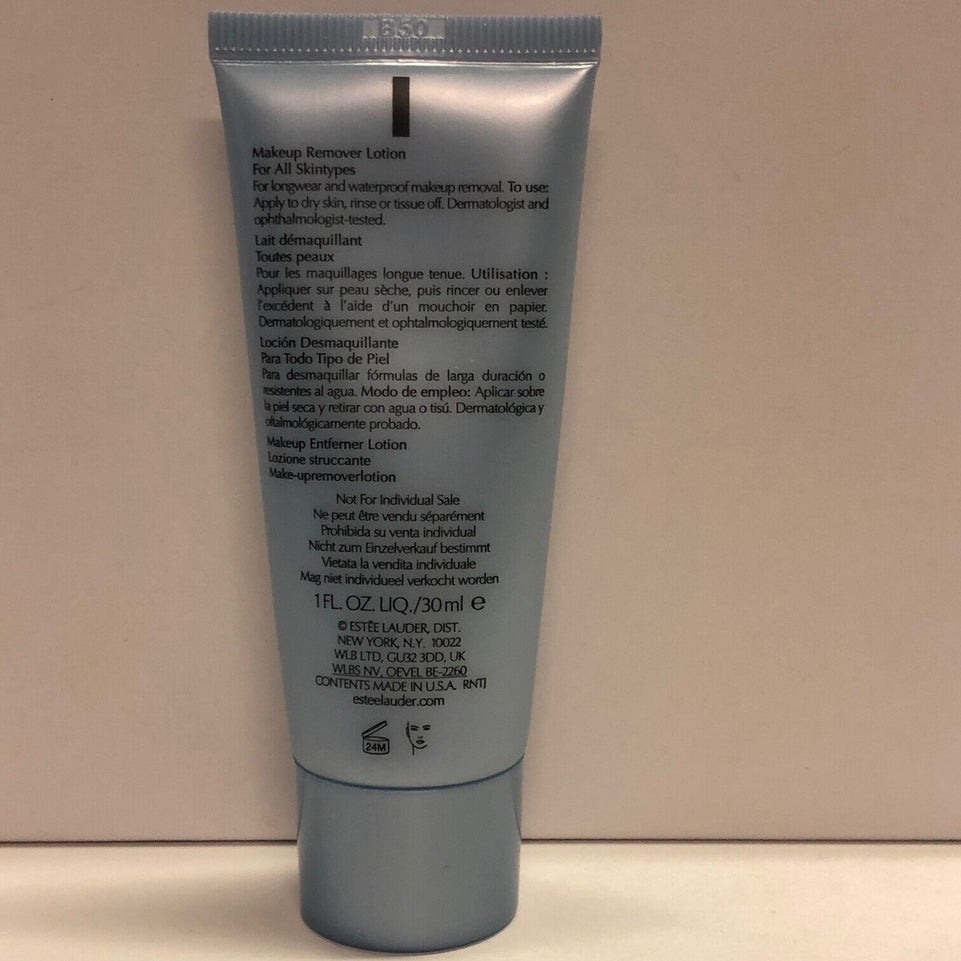 B50
Makeup Remover Lotion
For All Skintypes
For longwear and waterproof makeup removal. To use:
Apply to dry skin, rinse or tissue off. Dermatologist and
ophthalmologist-tested.
Lait démaquillant
Toutes peaux
Pour les maquillages longue tenue. Utilisation :
Appliquer sur peau sèche, puis rincer ou enlever
l'excédent à l'aide d'un mouchoir en papier.
Dermatologiquement et ophtalmologiquement testé.
Loción Desmaquillante
Para Todo Tipo de Piel
Para desmaquillar fórmulas de larga duración o
resistentes al agua. Modo de empleo: Aplicar sobre
la piel seca y retirar con agua o tisú. Dermatológica y
oftalmológicamente probado.
Makeup Entferner Lotion
Lozione struccante
Make-upremoverlotion
Not For Individual Sale
Ne peut être vendu séparément
Prohibida su venta individual
Nicht zum Einzelverkauf bestimmt
Vietata la vendita individuale
Mag niet individueel verkocht worden
1 FL. OZ. LIQ./30 ml e
© ESTĒE LAUDER, DIST.
NEW YORK, N.Y. 10022
WLB LTD, GU32 3DD, UK
WLBS NV, OEVEL BE-2260
CONTENTS MADE IN U.S.A. RNTJ
esteelauder.com
24M